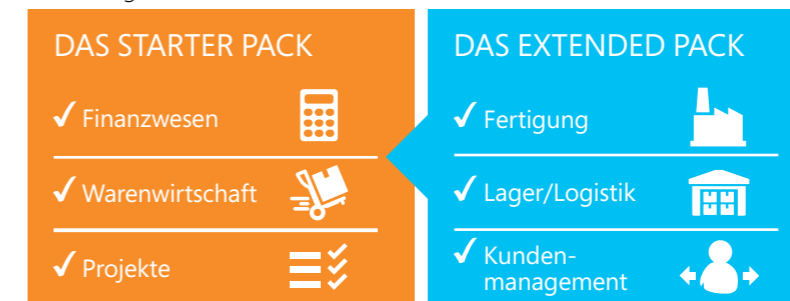 DAS STARTER PACK
Finanzwesen
Warenwirtschaft
Projekte
DAS EXTENDED PACK
Fertigung
Lager/Logistik
Kunden-
management